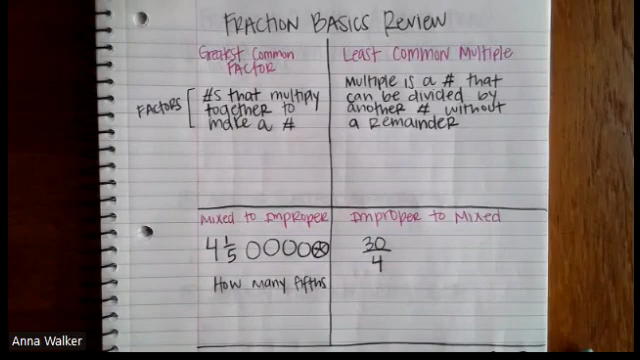 FRACTION BASICS REVIEW
Greatest Common
FACTOR
Least Common Multiple
FACTORS
#s that multiply
together to
make a #
Multiple is a # that
can be divided by
another # without
a remainder
Mixed to Improper
Improper to Mixed
4 1/5
How many fifths
30
4
Anna Walker